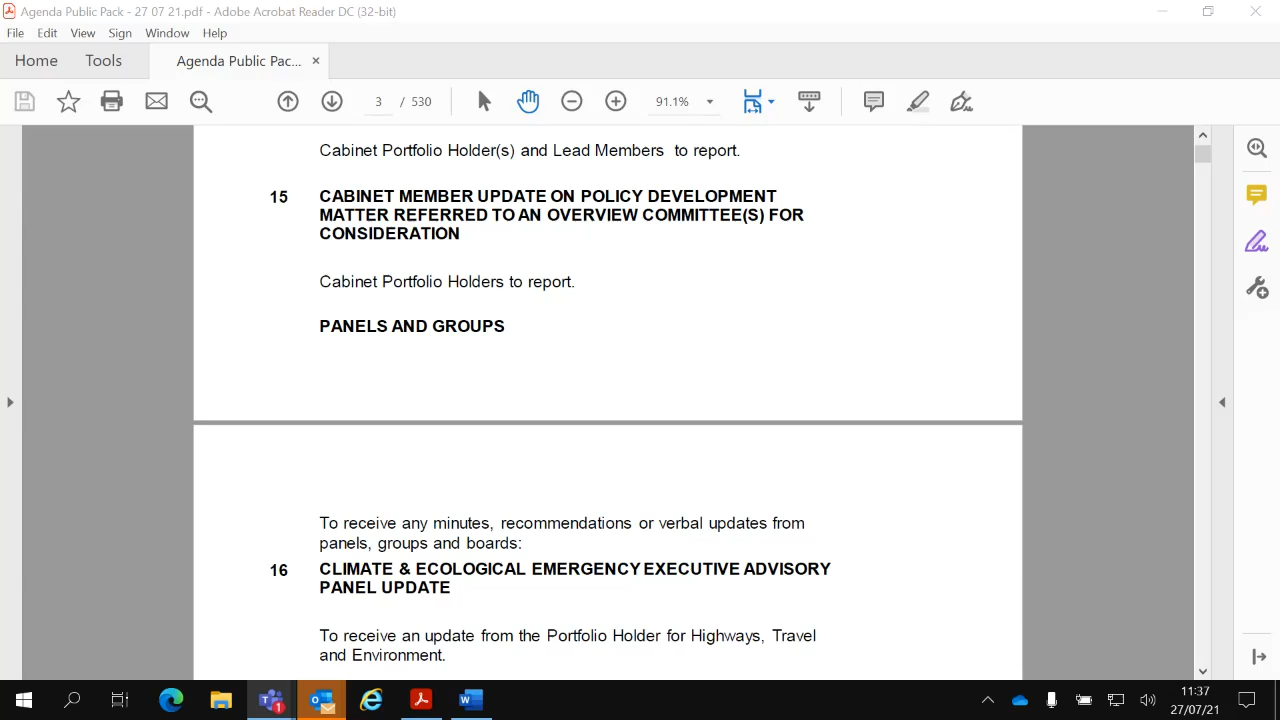 Agenda Public Pack - 27 07 21.pdf - Adobe Acrobat Reader DC (32-bit)
File Edit View Sign Window Help
Home Tools Agenda Public Pac... ×
3 / 530 91.1%
Cabinet Portfolio Holder(s) and Lead Members to report.
15 CABINET MEMBER UPDATE ON POLICY DEVELOPMENT
MATTER REFERRED TO AN OVERVIEW COMMITTEE(S) FOR
CONSIDERATION
Cabinet Portfolio Holders to report.
PANELS AND GROUPS
To receive any minutes, recommendations or verbal updates from
panels, groups and boards:
16 CLIMATE & ECOLOGICAL EMERGENCY EXECUTIVE ADVISORY
PANEL UPDATE
To receive an update from the Portfolio Holder for Highways, Travel
and Environment.
11:37
27/07/21